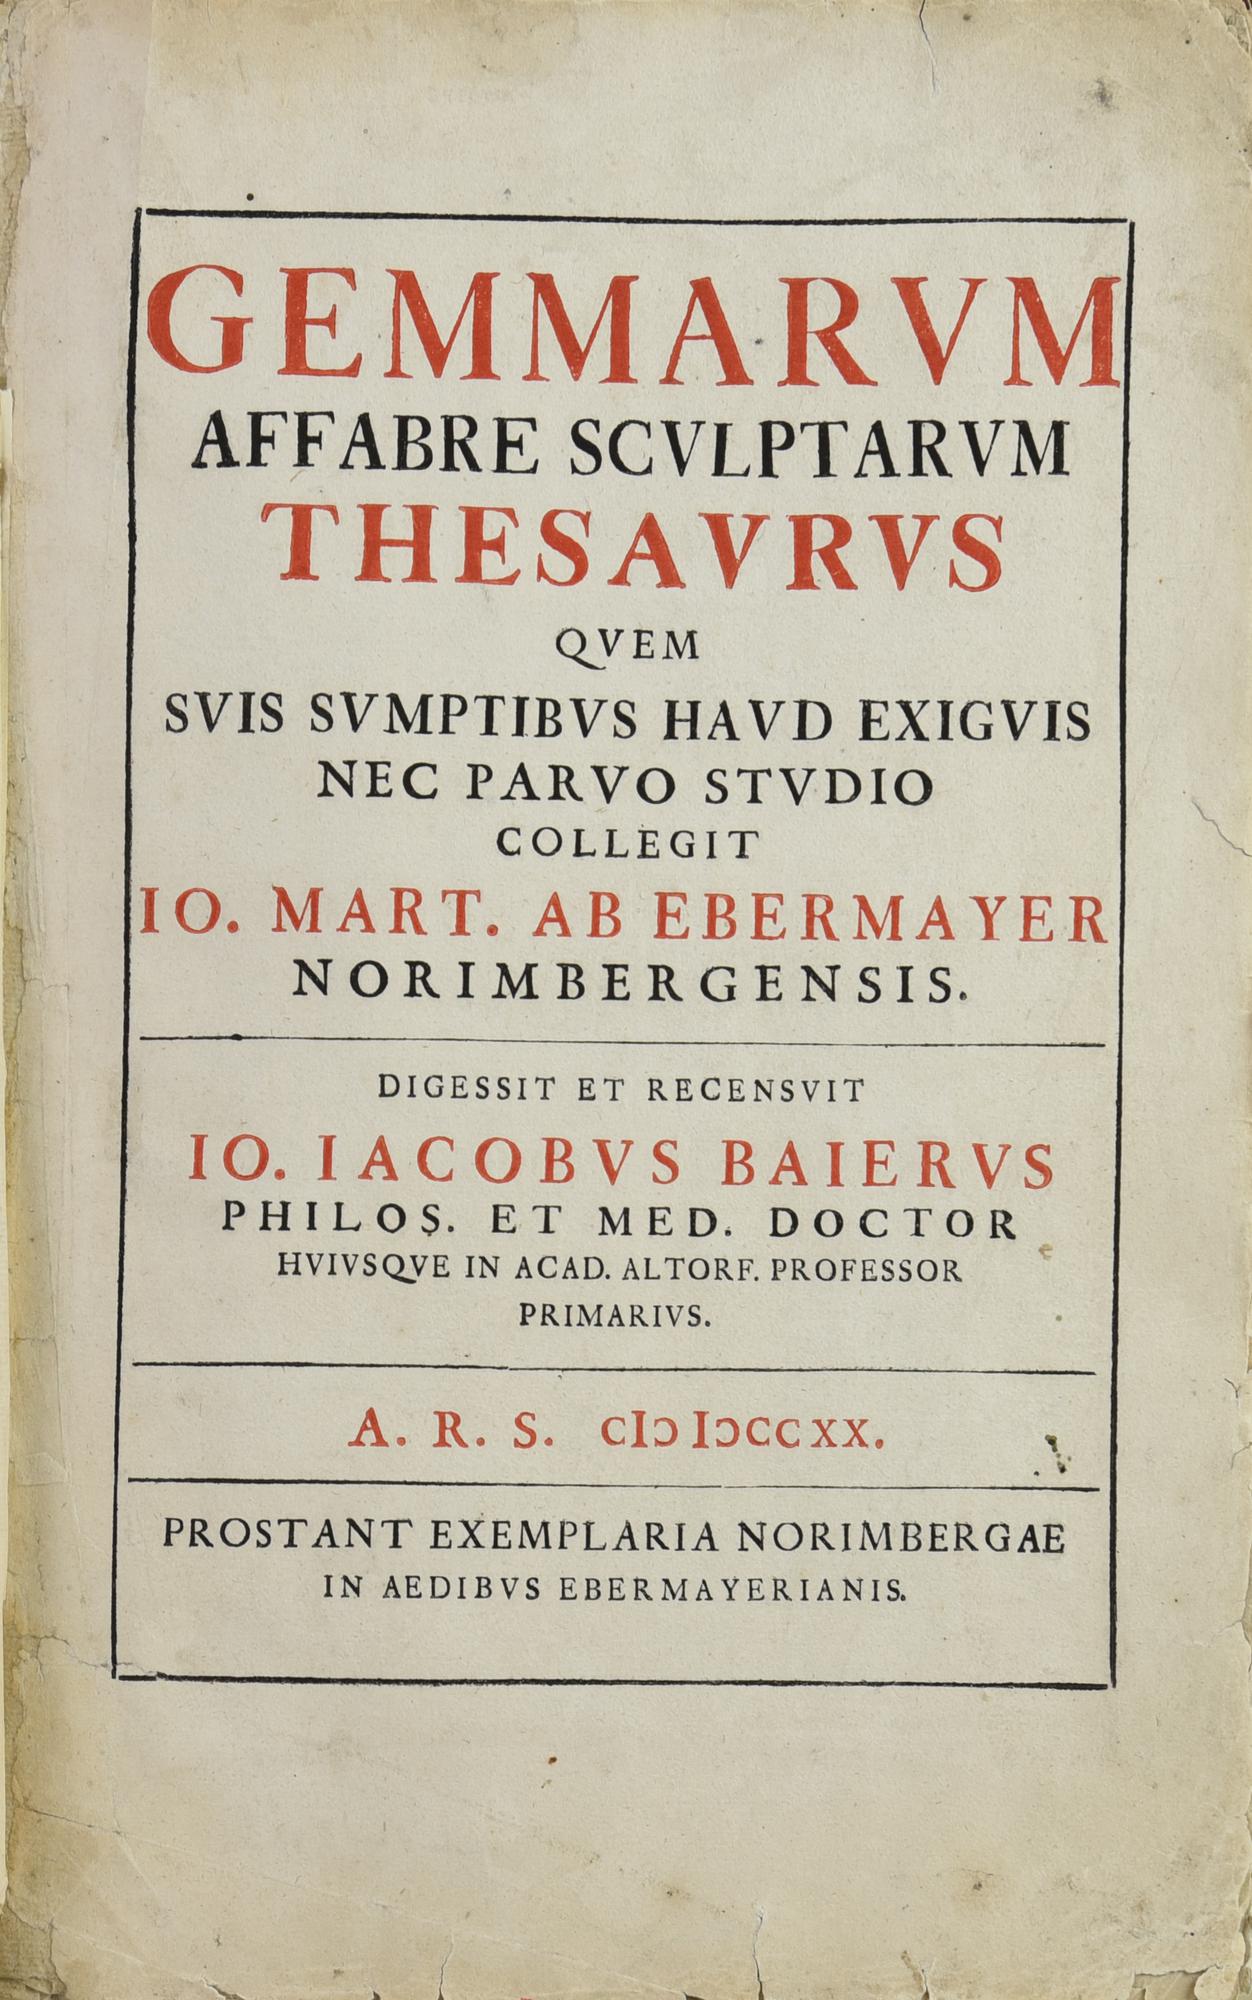 GEMMARVM
AFFABRE SCVLPTARVM
THESAVRVS
QVEM
SVIS SVMPTIBVS HAVD EXIGVIS
NEC PARVO STVDIO
COLLEGIT
IO. MART. AB EBERMAYER
NORIMBERGENSIS.
DIGESSIT ET RECENSVIT
IO. IACOBVS BAIERVS
PHILOS. ET MED. DOCTOR
HVIVSQVE IN ACAD. ALTORF. PROFESSOR
PRIMARIVS.
A. R. S. CIↃ IↃCCXX.
PROSTANT EXEMPLARIA NORIMBERGAE
IN AEDIBVS EBERMAYERIANIS.